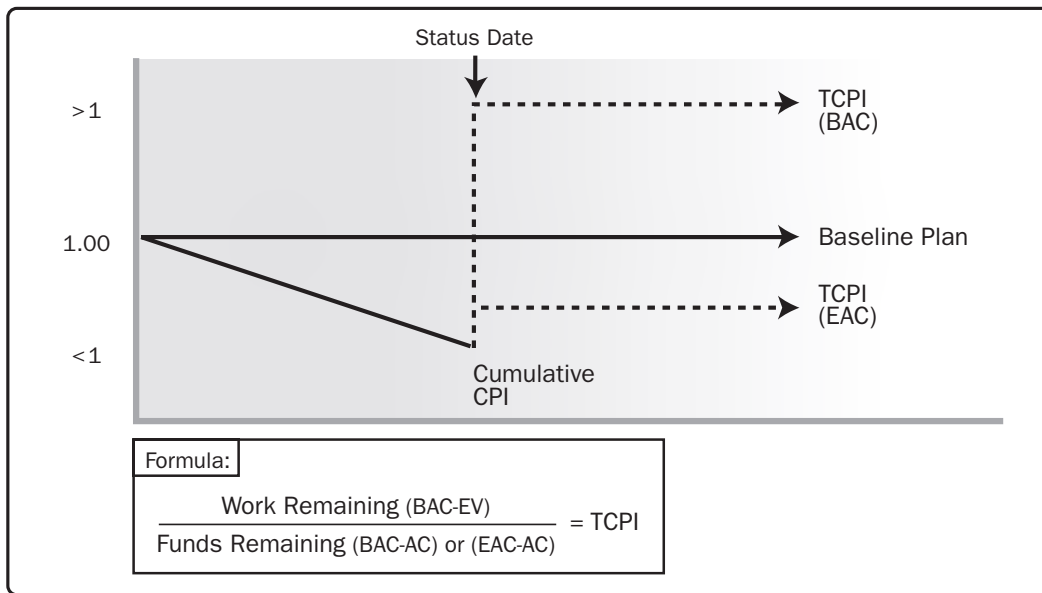 Status Date
>1
TCPI
(BAC)
1.00
Baseline Plan
TCPI
(EAC)
<1
Cumulative
CPI
Formula:
Work Remaining (BAC-EV)
= TCPI
Funds Remaining (BAC-AC) or (EAC-AC)